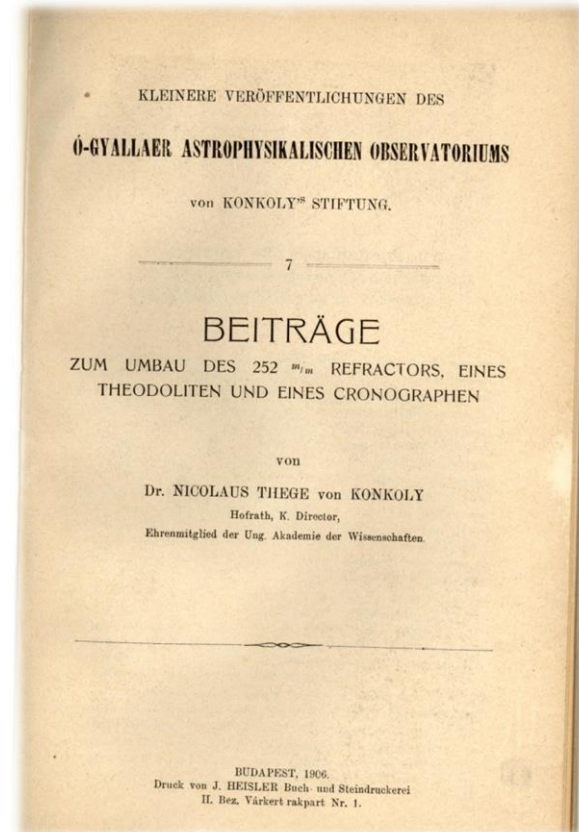 KLEINERE VERÖFFENTLICHUNGEN DES
Ó-GYALLAER ASTROPHYSIKALISCHEN OBSERVATORIUMS
von KONKOLY'S STIFTUNG.
7
BEITRÄGE
ZUM UMBAU DES 252 m/m REFRACTORS, EINES
THEODOLITEN UND EINES CRONOGRAPHEN
von
Dr. NICOLAUS THEGE von KONKOLY
Hofrath, K. Director,
Ehrenmitglied der Ung. Akademie der Wissenschaften.
BUDAPEST, 1906.
Druck von J. HEISLER Buch- und Steindruckerei
II. Bez. Várkert rakpart Nr. 1.